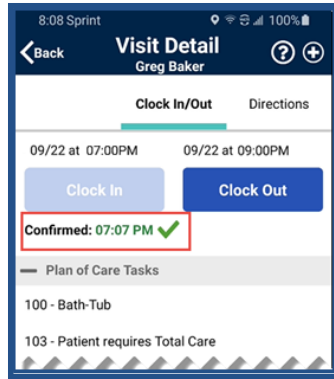 8:08 Sprint 100%
Back Visit Detail
Greg Baker
Clock In/Out Directions
09/22 at 07:00PM 09/22 at 09:00PM
Clock In Clock Out
Confirmed: 07:07 PM
Plan of Care Tasks
100 - Bath-Tub
103 - Patient requires Total Care